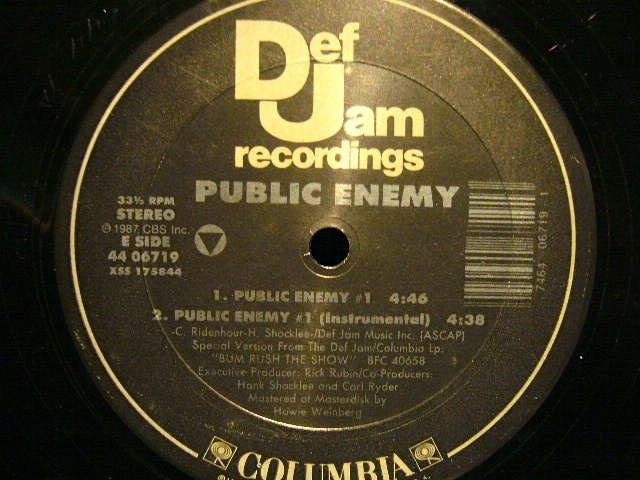 Def
Jam
recordings
PUBLIC ENEMY
33⅓ RPM
STEREO
℗ 1987 CBS Inc.
E SIDE
44 06719
XSS 175844
7464 06719 1
1. PUBLIC ENEMY #1 4:46
2. PUBLIC ENEMY #1 (Instrumental) 4:38
-C. Ridenhour-H. Shocklee-/Def Jam Music Inc. (ASCAP)
Special Version From The Def Jam/Columbia Lp:
"BUM RUSH THE SHOW" BFC 40658
Executive Producer: Rick Rubin/Co-Producers:
Hank Shocklee and Carl Ryder
Mastered at Masterdisk by
Howie Weinberg
COLUMBIA